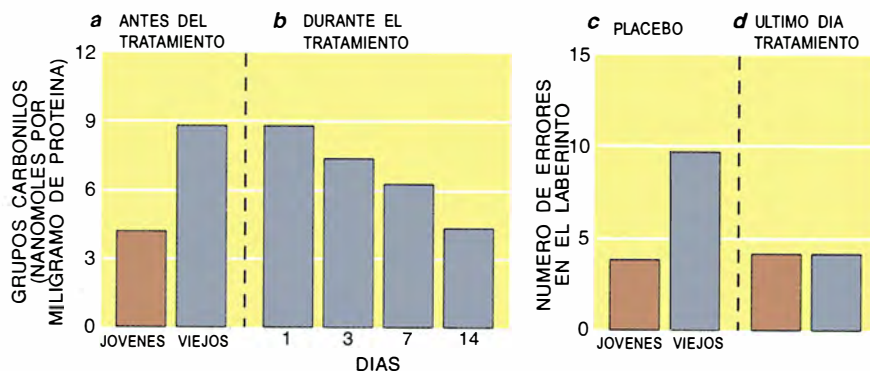 a ANTES DEL
TRATAMIENTO
b DURANTE EL
TRATAMIENTO
GRUPOS CARBONILOS
(NANOMOLES POR
MILIGRAMO DE PROTEINA)
12
9
6
3
0
JOVENES VIEJOS
1 3 7 14
DIAS
c PLACEBO
d ULTIMO DIA
TRATAMIENTO
NUMERO DE ERRORES
EN EL LABERINTO
15
10
5
0
JOVENES VIEJOS